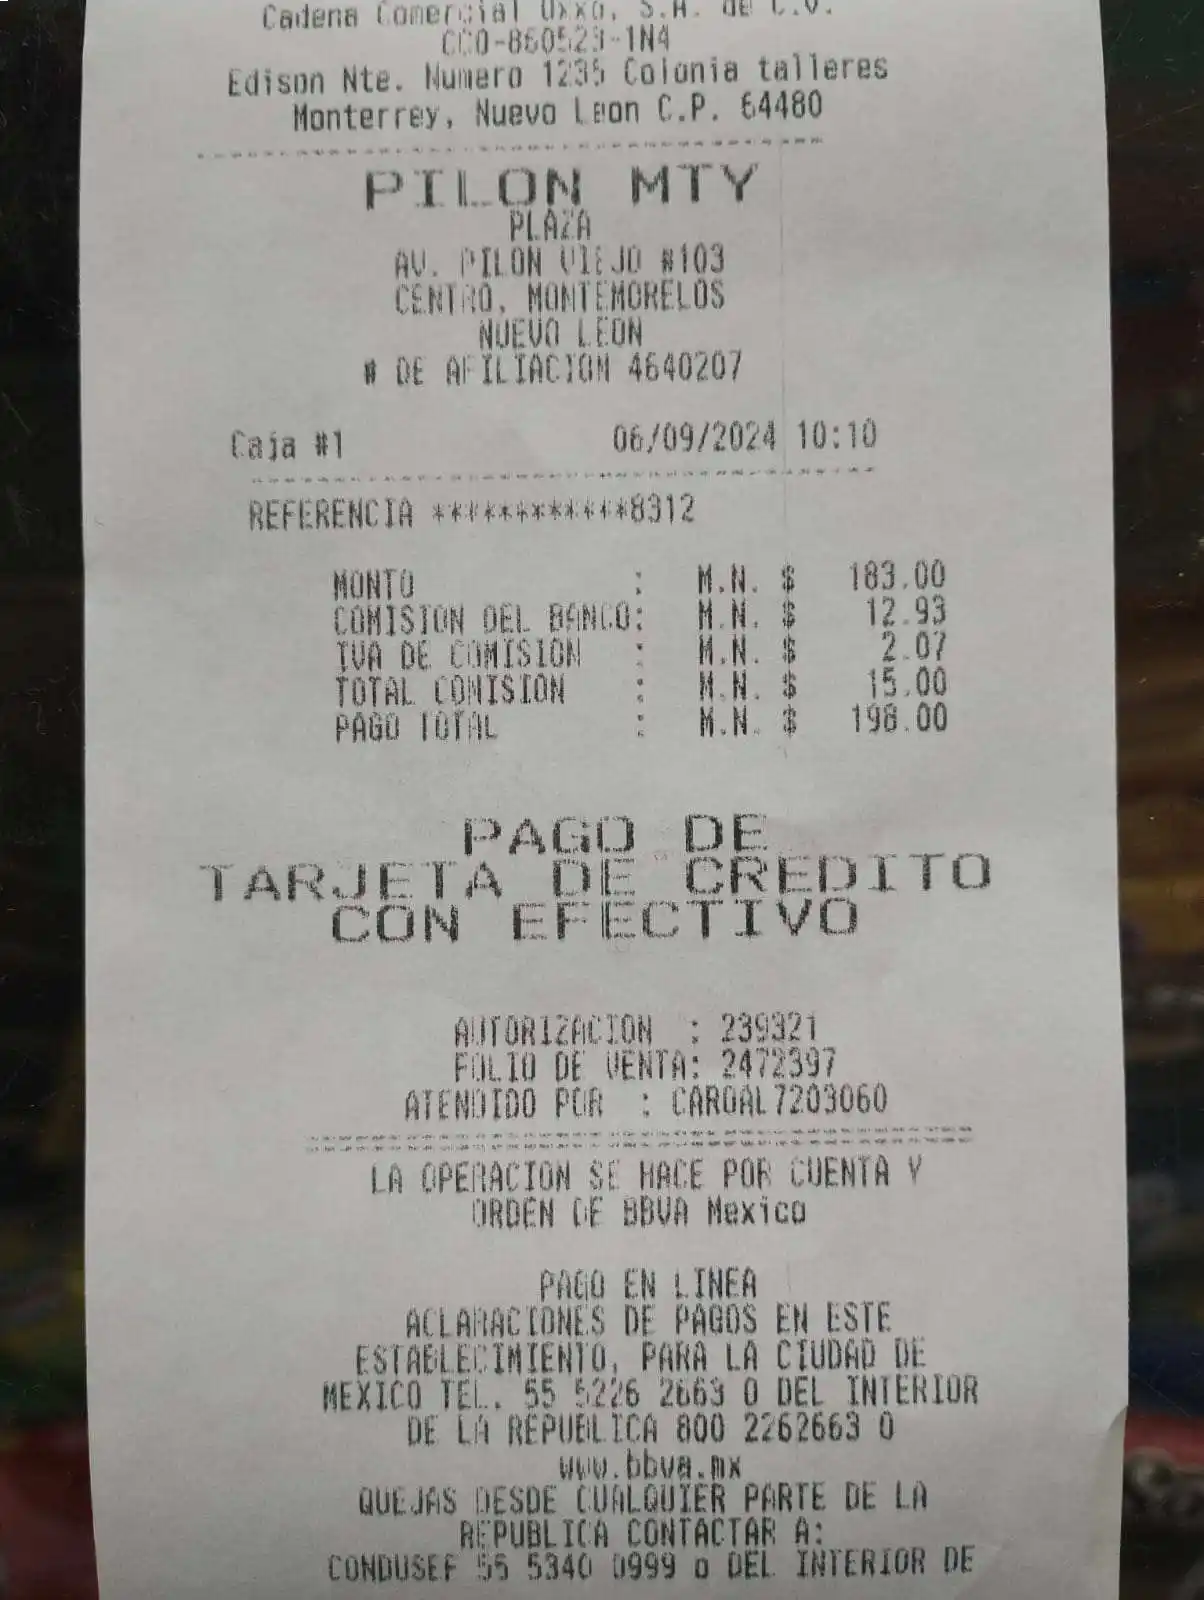 Cadena Comercial Oxxo, S.A. de C.V.
CCO-860523-1N4
Edison Nte. Numero 1235 Colonia talleres
Monterrey, Nuevo Leon C.P. 64480
PILON MTY
PLAZA
AV. PILON VIEJO #103
CENTRO, MONTEMORELOS
NUEVO LEON
# DE AFILIACION 4640207
Caja #1 06/09/2024 10:10
REFERENCIA ************8312
MONTO : M.N. $ 183.00
COMISION DEL BANCO: M.N. $ 12.93
IVA DE COMISION : M.N. $ 2.07
TOTAL COMISION : M.N. $ 15.00
PAGO TOTAL : M.N. $ 198.00
PAGO DE
TARJETA DE CREDITO
CON EFECTIVO
AUTORIZACION : 239321
FOLIO DE VENTA: 2472397
ATENDIDO POR : CAROAL7203060
LA OPERACION SE HACE POR CUENTA Y
ORDEN DE BBVA Mexico
PAGO EN LINEA
ACLARACIONES DE PAGOS EN ESTE
ESTABLECIMIENTO, PARA LA CIUDAD DE
MEXICO TEL. 55 5226 2663 O DEL INTERIOR
DE LA REPUBLICA 800 2262663 O
www.bbva.mx
QUEJAS DESDE CUALQUIER PARTE DE LA
REPUBLICA CONTACTAR A:
CONDUSEF 55 5340 0999 o DEL INTERIOR DE